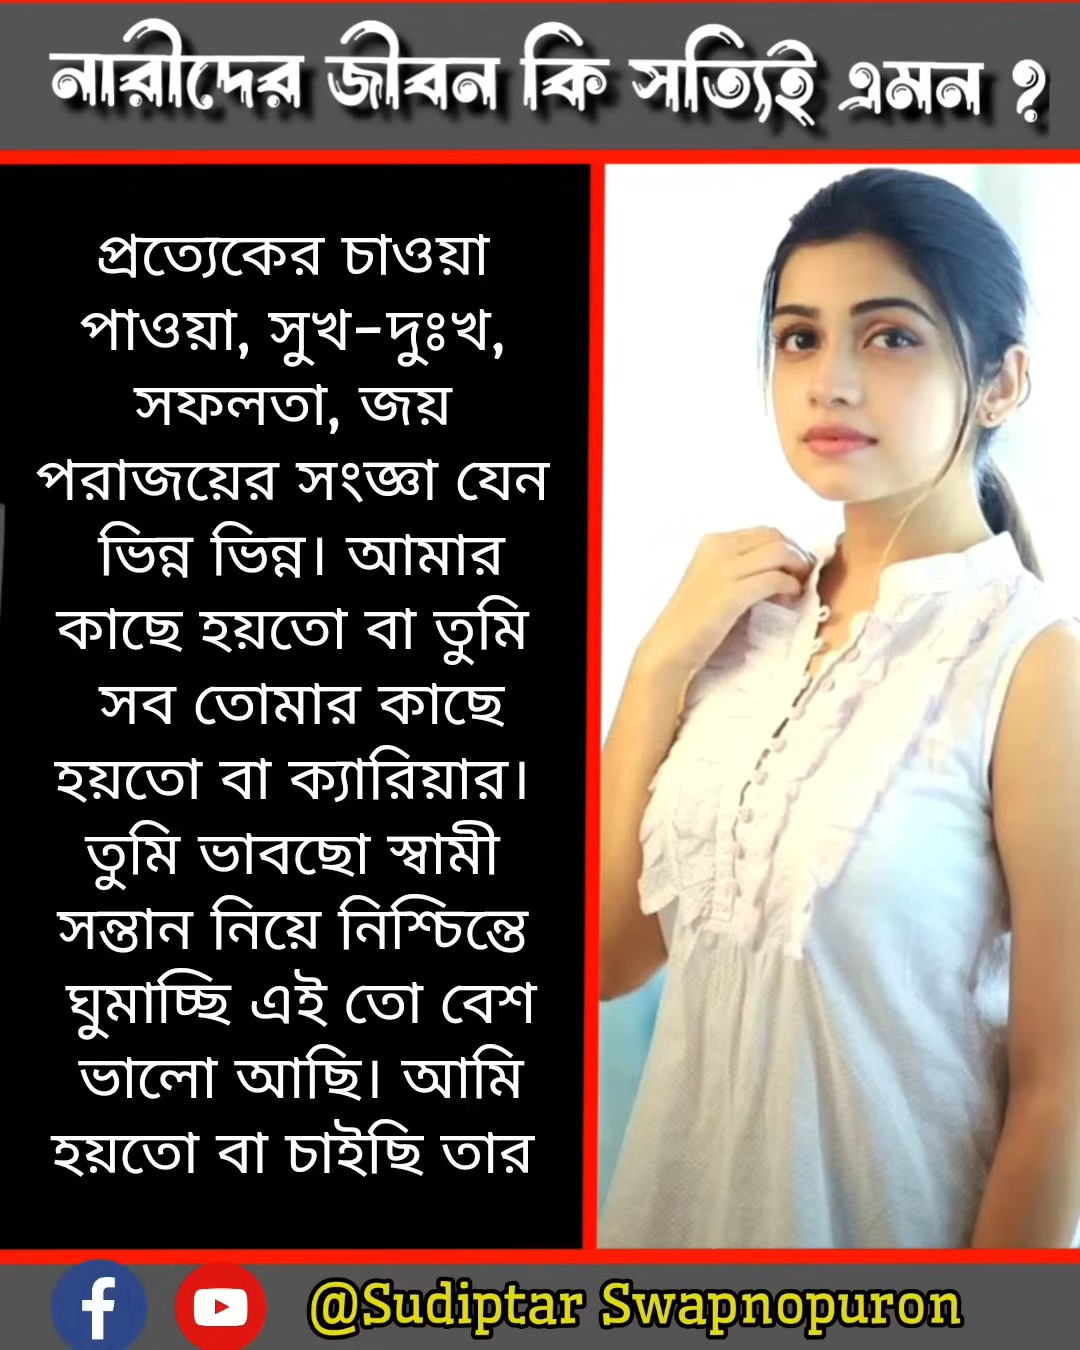 নারীদের জীবন কি সত্যিই এমন ?
প্রত্যেকের চাওয়া
পাওয়া, সুখ-দুঃখ,
সফলতা, জয়
পরাজয়ের সংজ্ঞা যেন
ভিন্ন ভিন্ন। আমার
কাছে হয়তো বা তুমি
সব তোমার কাছে
হয়তো বা ক্যারিয়ার।
তুমি ভাবছো স্বামী
সন্তান নিয়ে নিশ্চিন্তে
ঘুমাচ্ছি এই তো বেশ
ভালো আছি। আমি
হয়তো বা চাইছি তার
@Sudiptar Swapnopuron